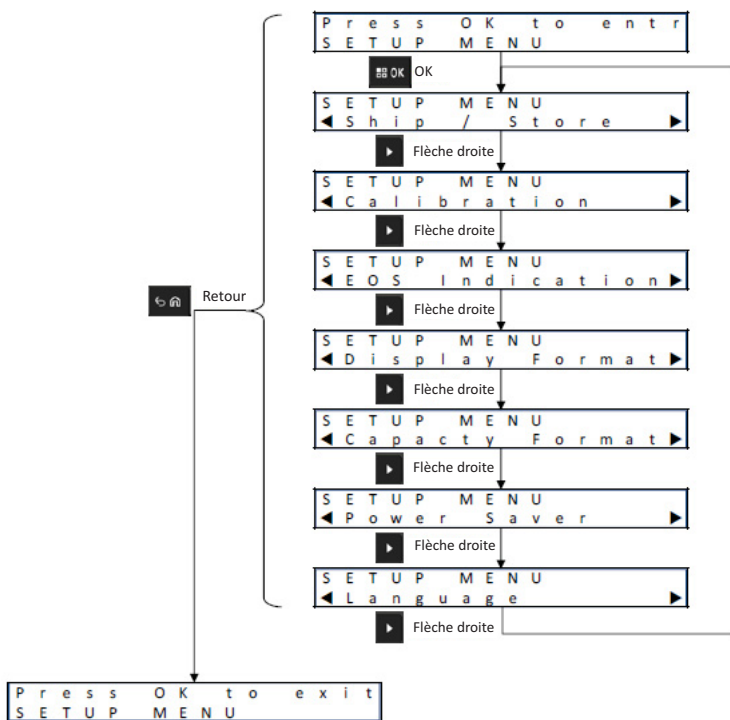 Press OK to entr
SETUP MENU
OK OK
SETUP MENU
◀Ship / Store ▶
Flèche droite
SETUP MENU
◀Calibration ▶
Flèche droite
SETUP MENU
◀EOS Indication▶
Flèche droite
Retour
SETUP MENU
◀Display Format▶
Flèche droite
SETUP MENU
◀Capacty Format▶
Flèche droite
SETUP MENU
◀Power Saver ▶
Flèche droite
SETUP MENU
◀Language ▶
Flèche droite
Press OK to exit
SETUP MENU